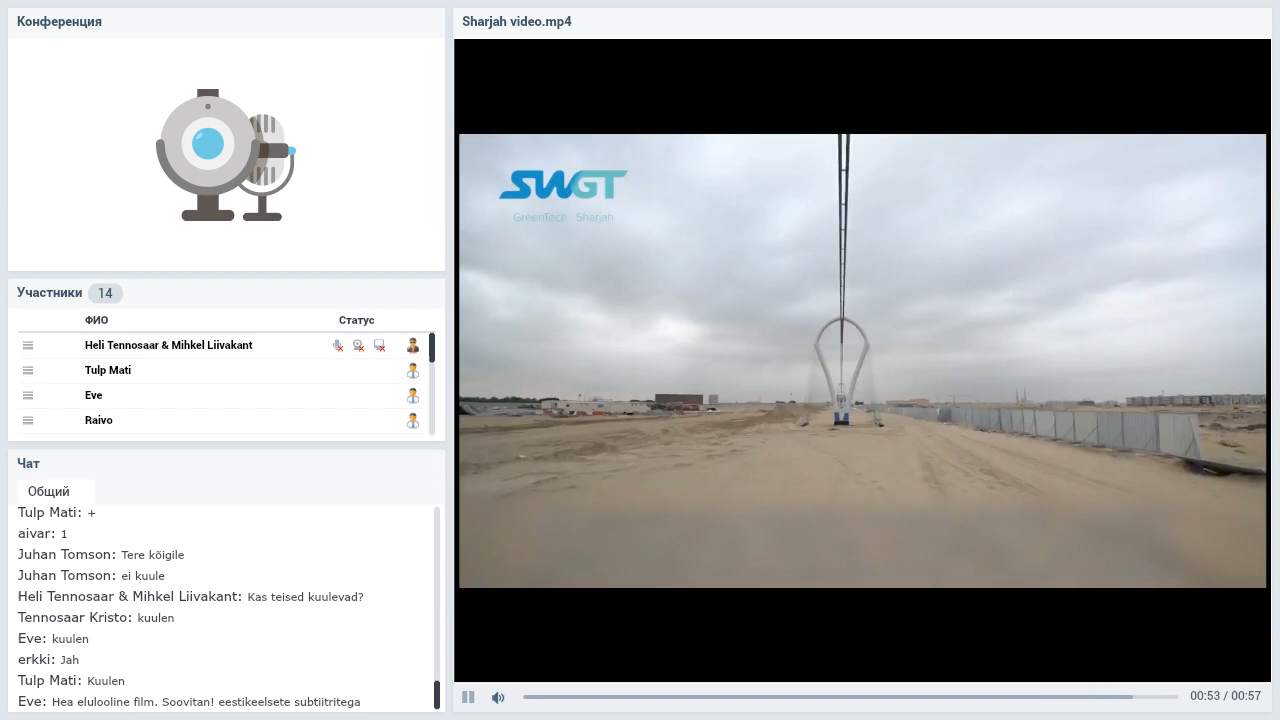 Конференция
Участники 14
ФИО Статус
Heli Tennosaar & Mihkel Liivakant
Tulp Mati
Eve
Raivo
Чат
Общий
Tulp Mati: +
aivar: 1
Juhan Tomson: Tere kõigile
Juhan Tomson: ei kuule
Heli Tennosaar & Mihkel Liivakant: Kas teised kuulevad?
Tennosaar Kristo: kuulen
Eve: kuulen
erkki: Jah
Tulp Mati: Kuulen
Eve: Hea elulooline film. Soovitan! eestikeelsete subtiitritega
Sharjah video.mp4
SWGT
GreenTech Sharjah
00:53 / 00:57